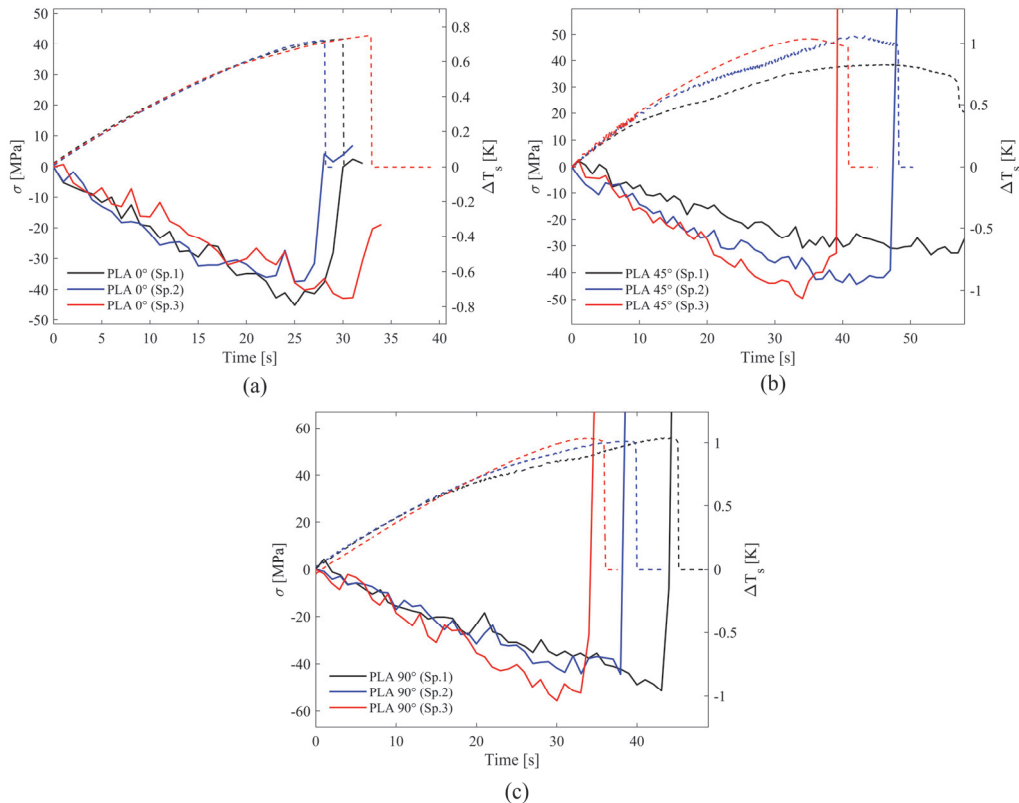 50
40
30
20
10
0
-10
-20
-30
-40
-50
σ [MPa]
0.8
0.6
0.4
0.2
0
-0.2
-0.4
-0.6
-0.8
ΔTs [K]
PLA 0° (Sp.1)
PLA 0° (Sp.2)
PLA 0° (Sp.3)
0 5 10 15 20 25 30 35 40
Time [s]
(a)
50
40
30
20
10
0
-10
-20
-30
-40
-50
σ [MPa]
1
0.5
0
-0.5
-1
ΔTs [K]
PLA 45° (Sp.1)
PLA 45° (Sp.2)
PLA 45° (Sp.3)
0 10 20 30 40 50
Time [s]
(b)
60
40
20
0
-20
-40
-60
σ [MPa]
1
0.5
0
-0.5
-1
ΔTs [K]
PLA 90° (Sp.1)
PLA 90° (Sp.2)
PLA 90° (Sp.3)
0 10 20 30 40
Time [s]
(c)